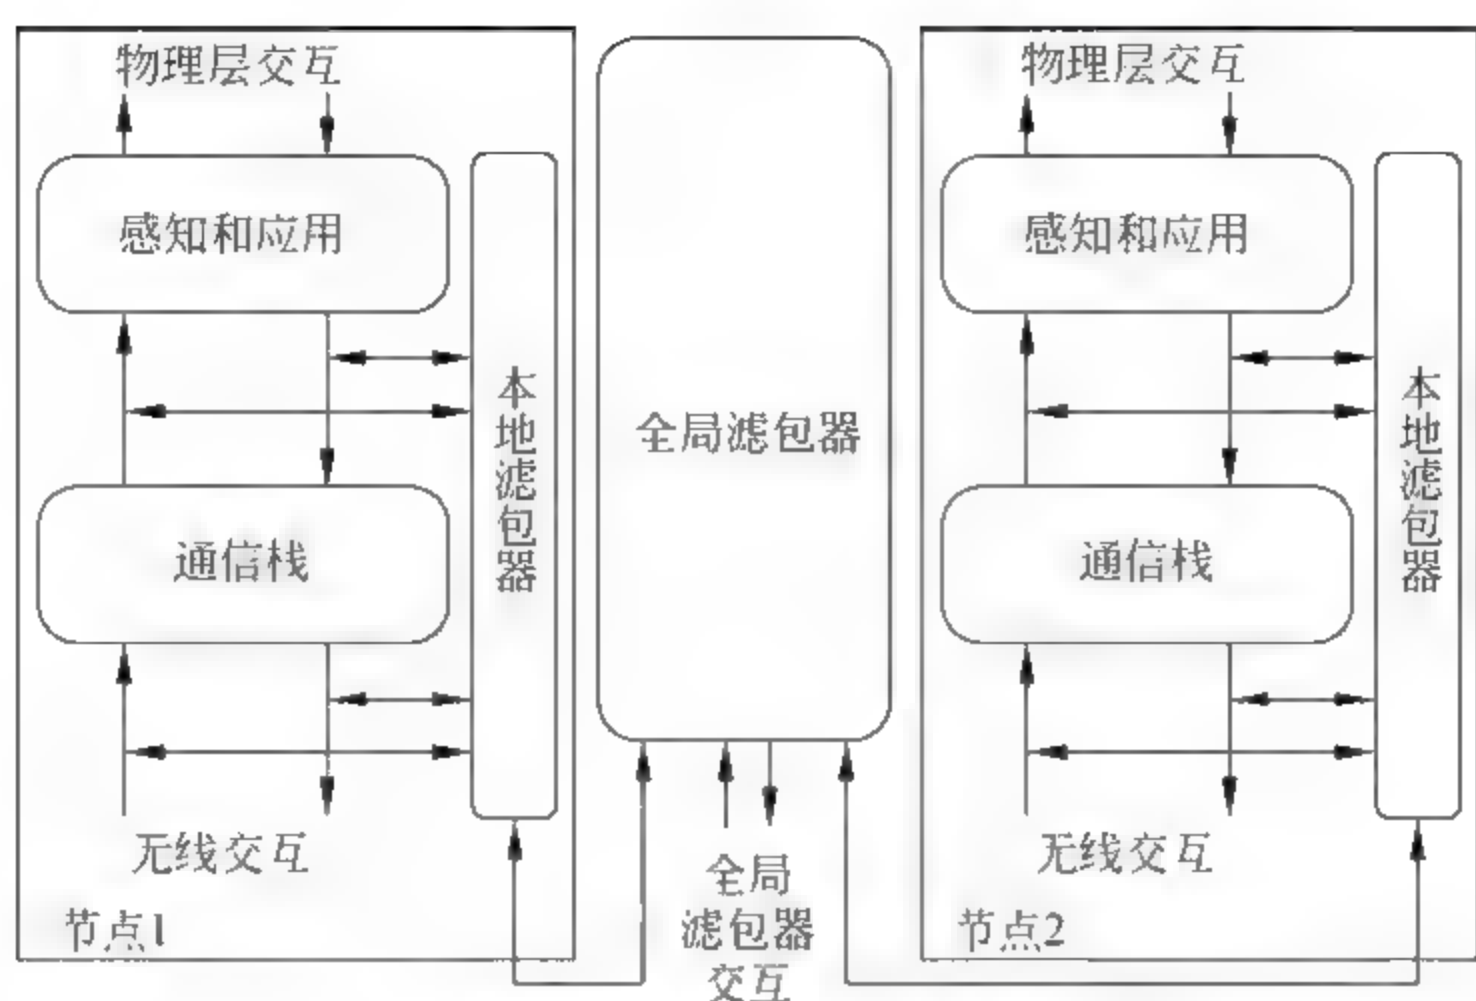 物理层交互
感知和应用
本地滤包器
通信栈
无线交互
节点1
全局滤包器
全局
滤包器
交互
物理层交互
感知和应用
本地滤包器
通信栈
无线交互
节点2